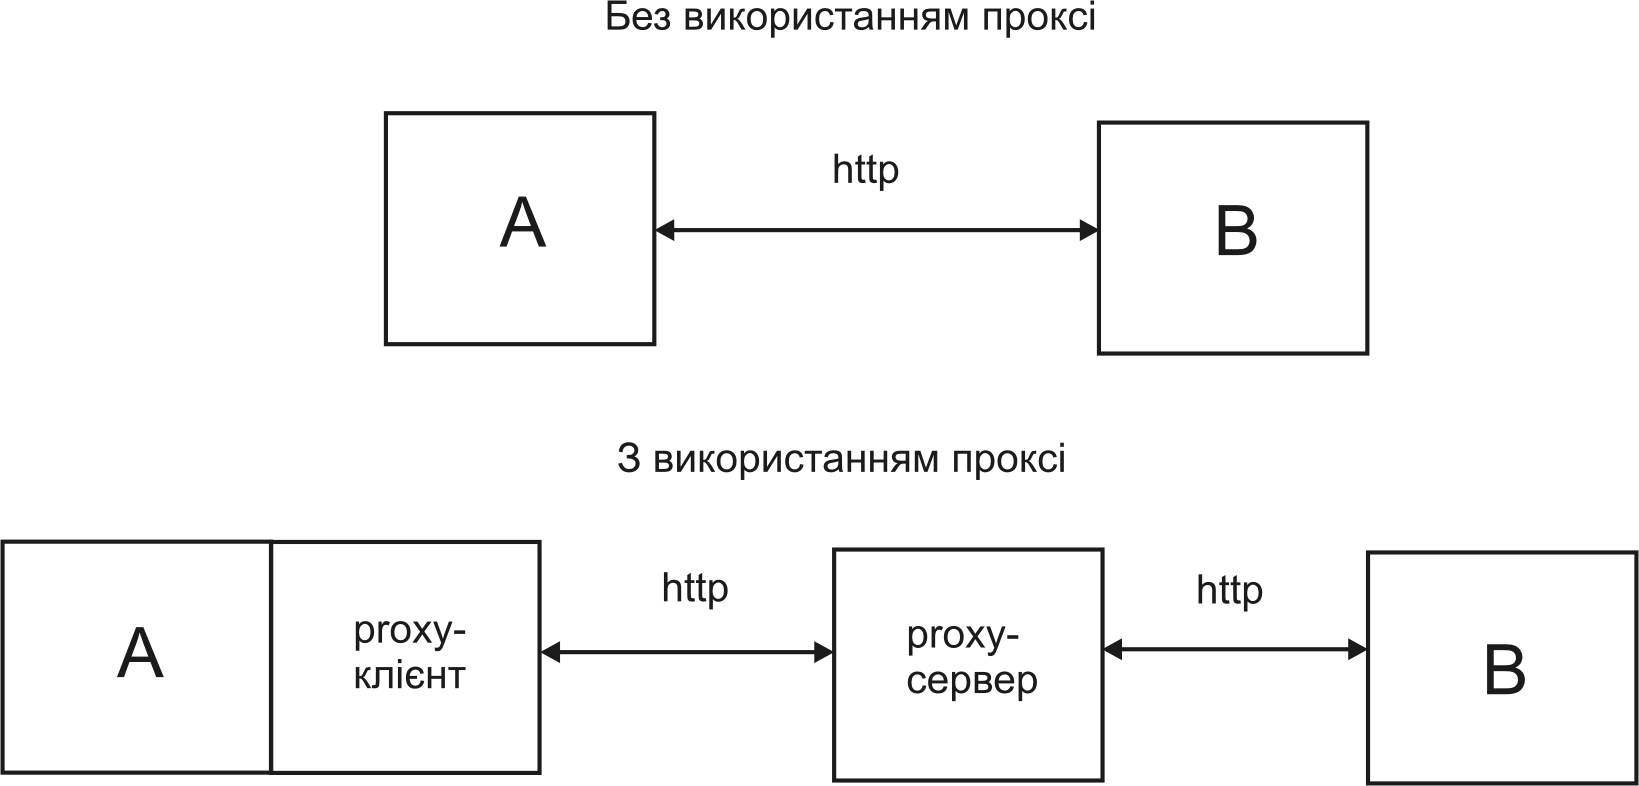 Без використанням проксі
http
A
B
З використанням проксі
http
http
A
proxy-
клієнт
proxy-
сервер
B